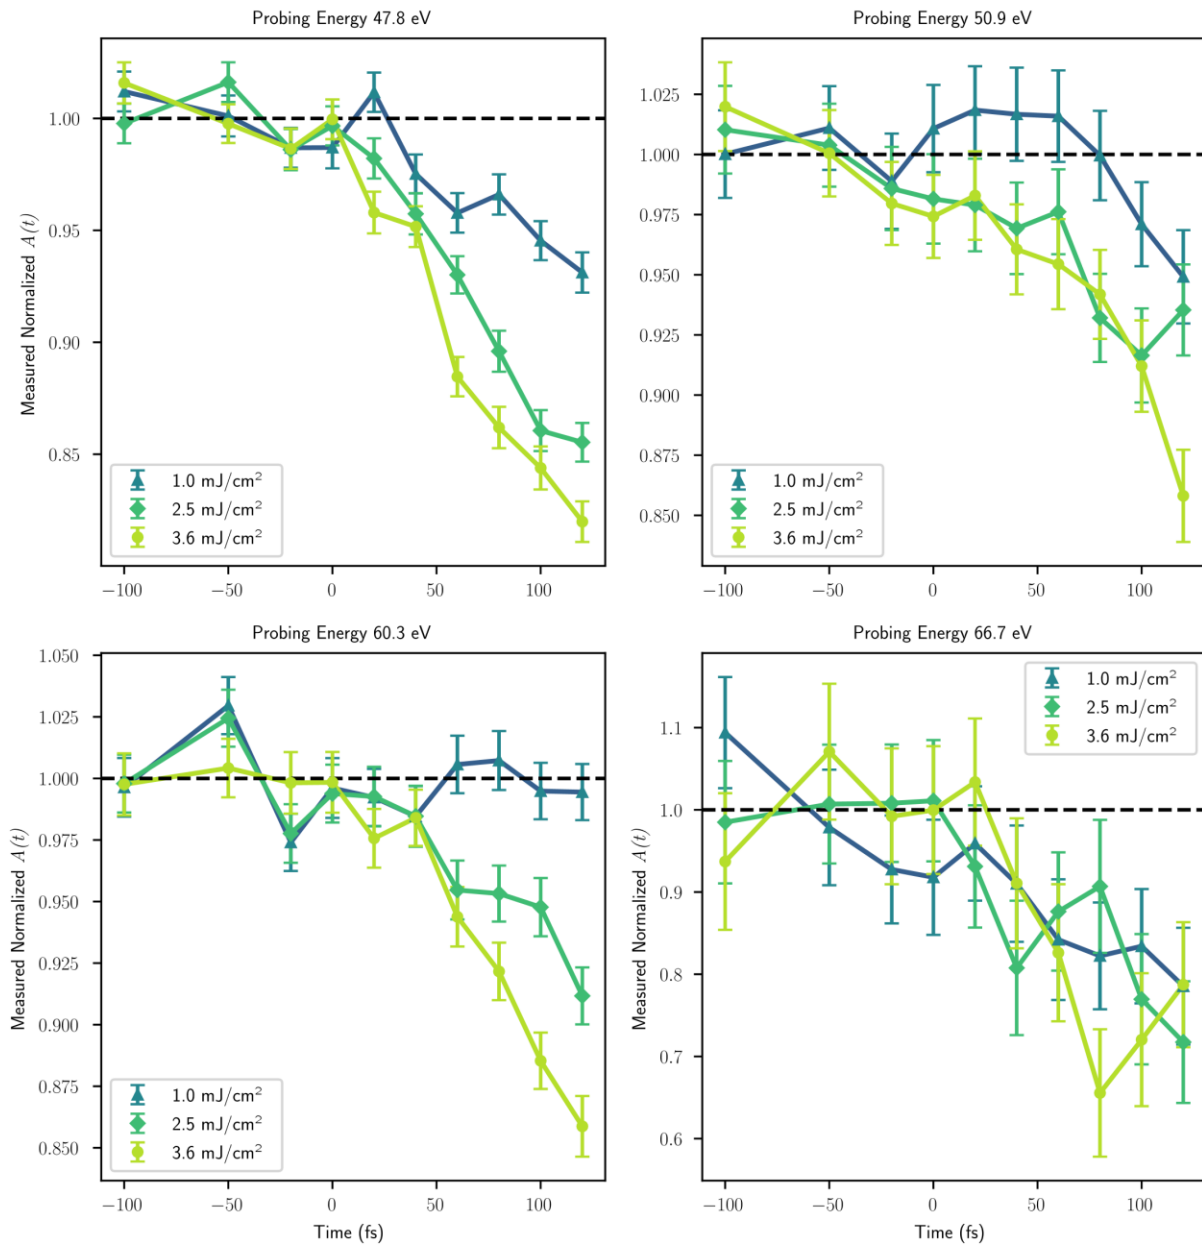 Probing Energy 47.8 eV
Measured Normalized A(t)
1.00
0.95
0.90
0.85
−100
−50
0
50
100
1.0 mJ/cm²
2.5 mJ/cm²
3.6 mJ/cm²
Probing Energy 50.9 eV
1.025
1.000
0.975
0.950
0.925
0.900
0.875
0.850
−100
−50
0
50
100
1.0 mJ/cm²
2.5 mJ/cm²
3.6 mJ/cm²
Probing Energy 60.3 eV
Measured Normalized A(t)
1.050
1.025
1.000
0.975
0.950
0.925
0.900
0.875
0.850
−100
−50
0
50
100
Time (fs)
1.0 mJ/cm²
2.5 mJ/cm²
3.6 mJ/cm²
Probing Energy 66.7 eV
Measured Normalized A(t)
1.1
1.0
0.9
0.8
0.7
0.6
−100
−50
0
50
100
Time (fs)
1.0 mJ/cm²
2.5 mJ/cm²
3.6 mJ/cm²